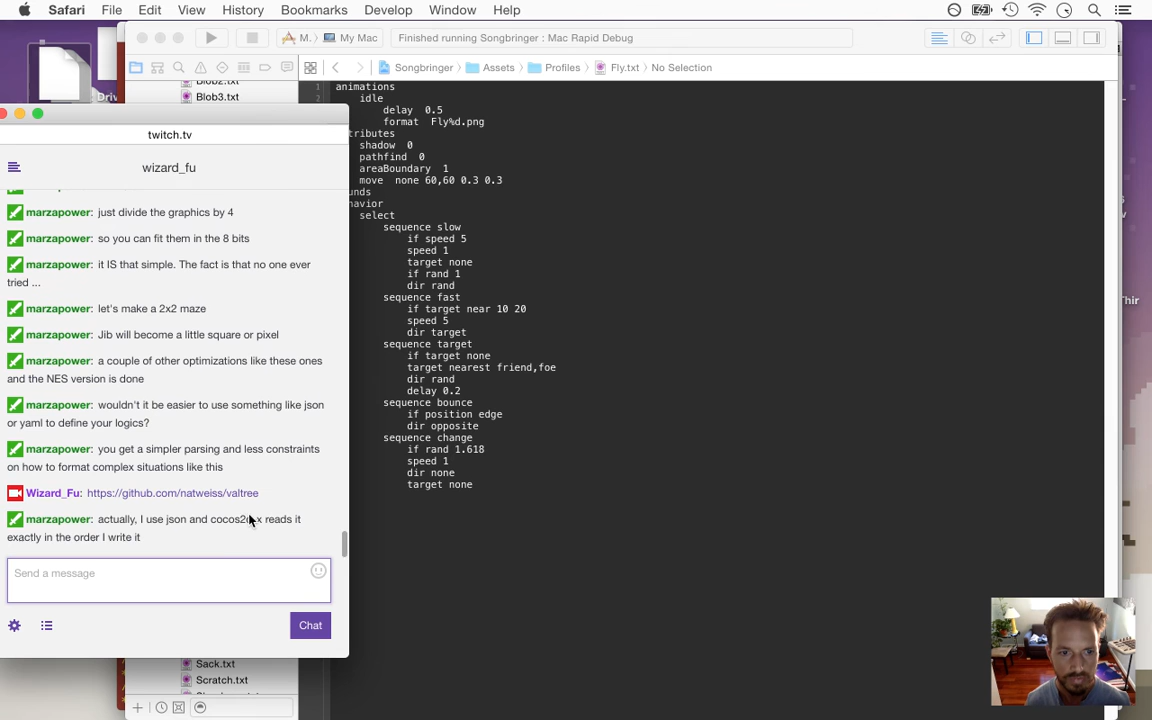 Safari File Edit View History Bookmarks Develop Window Help
M. My Mac
Finished running Songbringer : Mac Rapid Debug
Songbringer Assets Profiles Fly.txt No Selection
Blob2.txt
Blob3.txt
twitch.tv
wizard_fu
marzapower: just divide the graphics by 4
marzapower: so you can fit them in the 8 bits
marzapower: it IS that simple. The fact is that no one ever
tried ...
marzapower: let's make a 2x2 maze
marzapower: Jib will become a little square or pixel
marzapower: a couple of other optimizations like these ones
and the NES version is done
marzapower: wouldn't it be easier to use something like json
or yaml to define your logics?
marzapower: you get a simpler parsing and less constraints
on how to format complex situations like this
Wizard_Fu: https://github.com/natweiss/valtree
marzapower: actually, I use json and reads it
exactly in the order I write it
Send a message
Chat
Sack.txt
Scratch.txt
1
2
animations
idle
delay 0.5
format Fly%d.png
tributes
shadow 0
pathfind 0
areaBoundary 1
move none 60,60 0.3 0.3
unds
havior
select
sequence slow
if speed 5
speed 1
target none
if rand 1
dir rand
sequence fast
if target near 10 20
speed 5
dir target
sequence target
if target none
target nearest friend,foe
dir rand
delay 0.2
sequence bounce
if position edge
dir opposite
sequence change
if rand 1.618
speed 1
dir none
target none